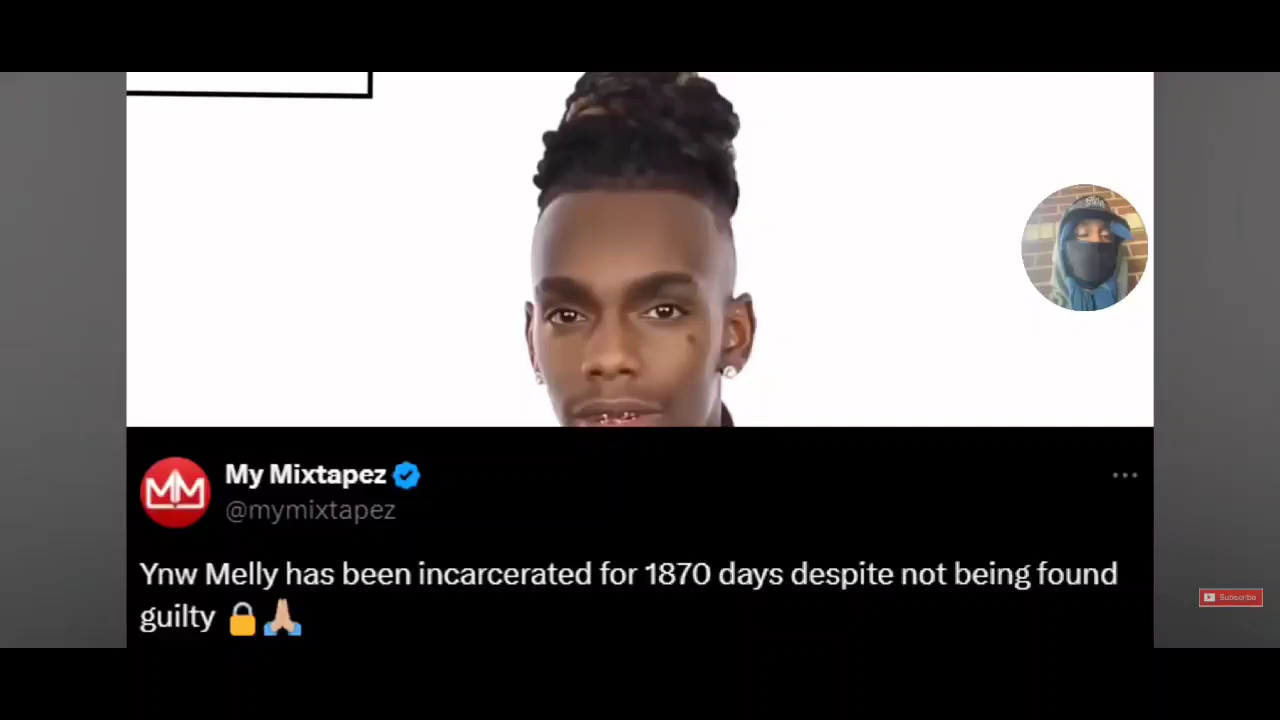 My Mixtapez
@mymixtapez
Ynw Melly has been incarcerated for 1870 days despite not being found
guilty 🔒🙏🏼
Subscribe